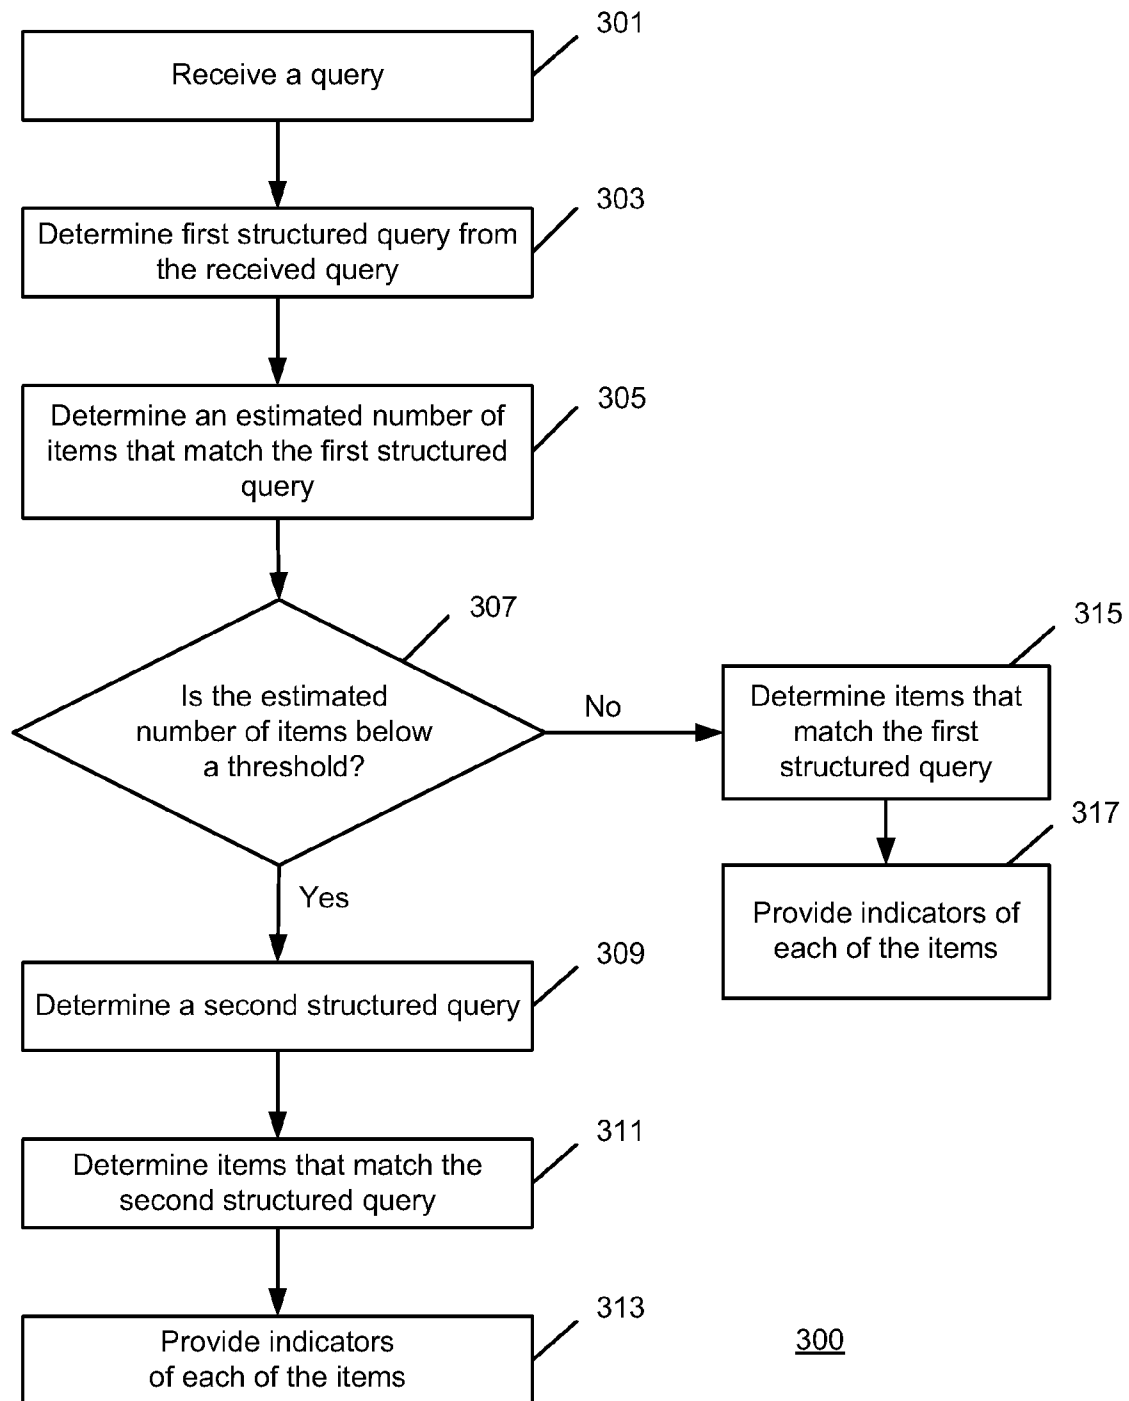 301
Receive a query
303
Determine first structured query from
the received query
305
Determine an estimated number of
items that match the first structured
query
307
Is the estimated
number of items below
a threshold?
No
315
Determine items that
match the first
structured query
317
Provide indicators of
each of the items
Yes
309
Determine a second structured query
311
Determine items that match the
second structured query
313
Provide indicators
of each of the items
300